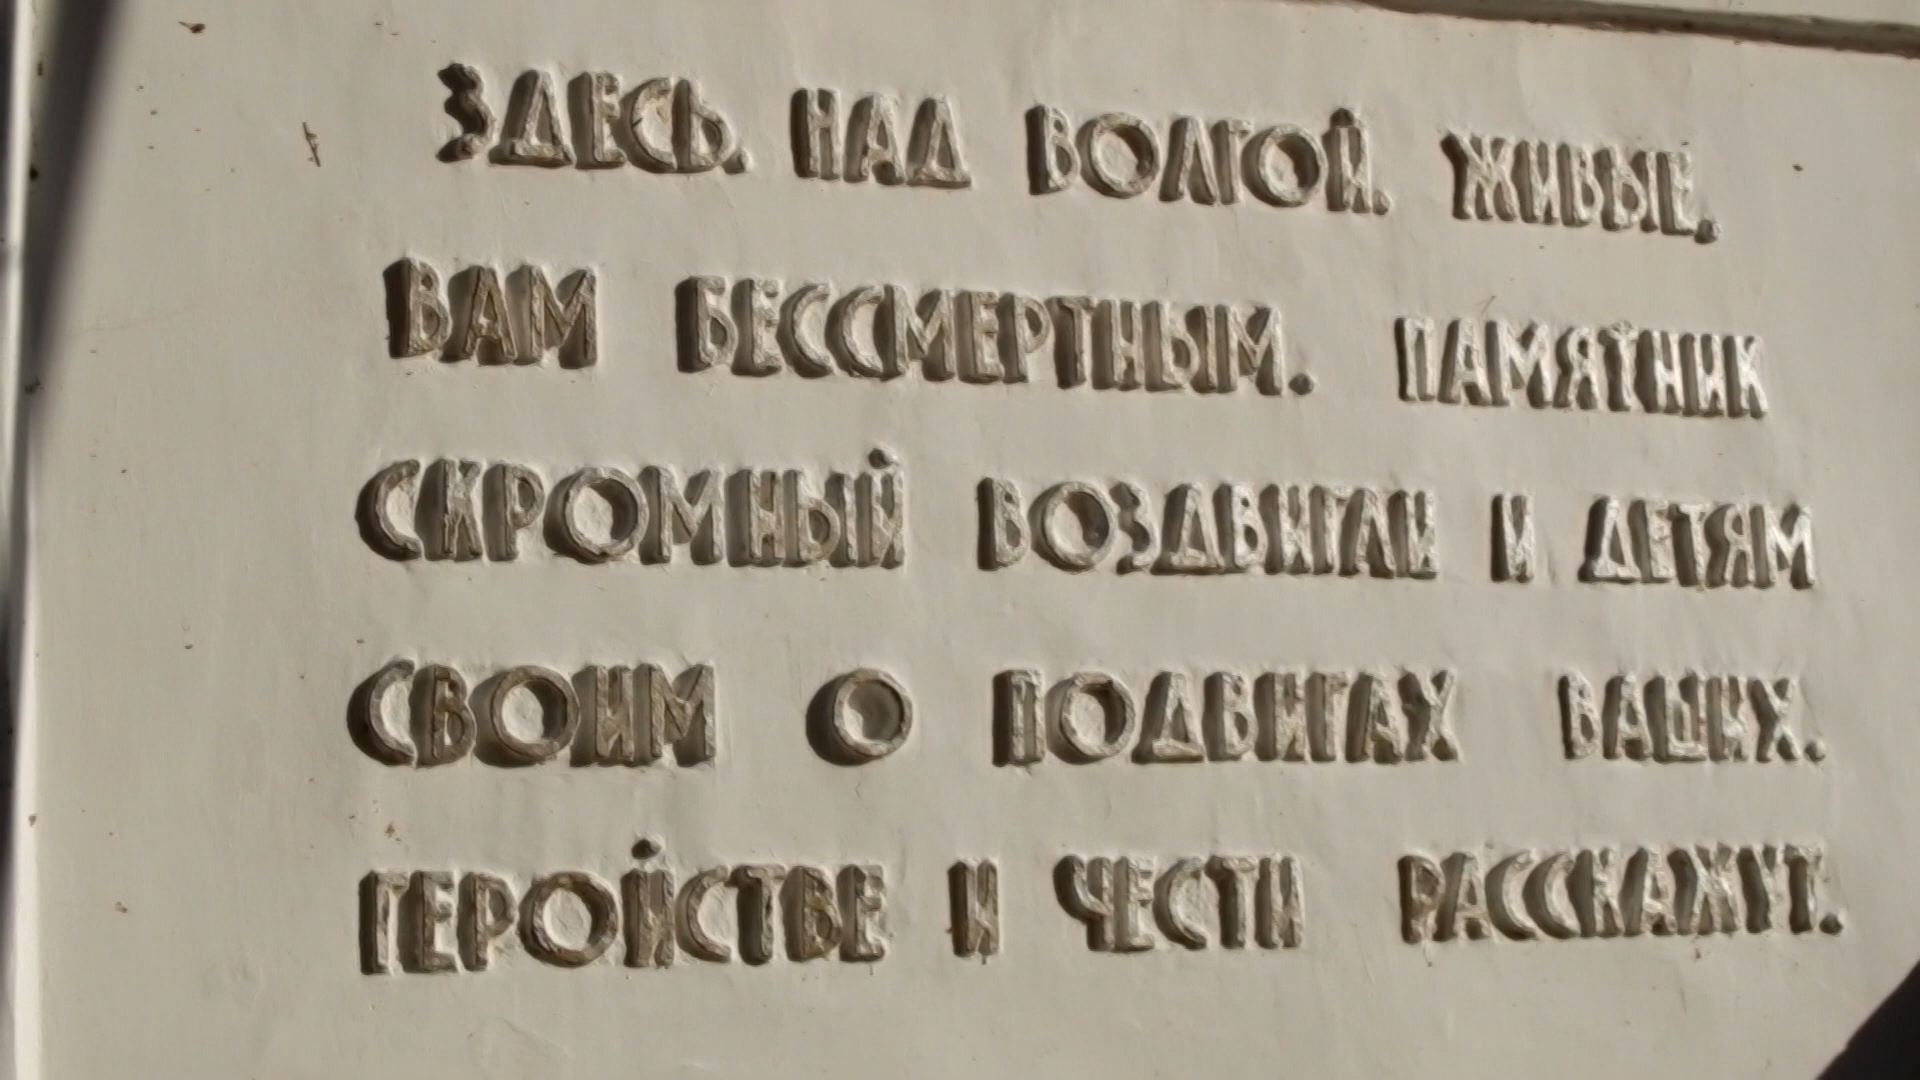 ЗДЕСЬ. НАД ВОЛГОЙ. ЖИВЫЕ.
ВАМ БЕССМЕРТНЫМ. ПАМЯТНИК
СКРОМНЫЙ ВОЗДВИГЛИ И ДЕТЯМ
СВОИМ О ПОДВИГАХ ВАШИХ.
ГЕРОЙСТВЕ И ЧЕСТИ РАССКАЖУТ.